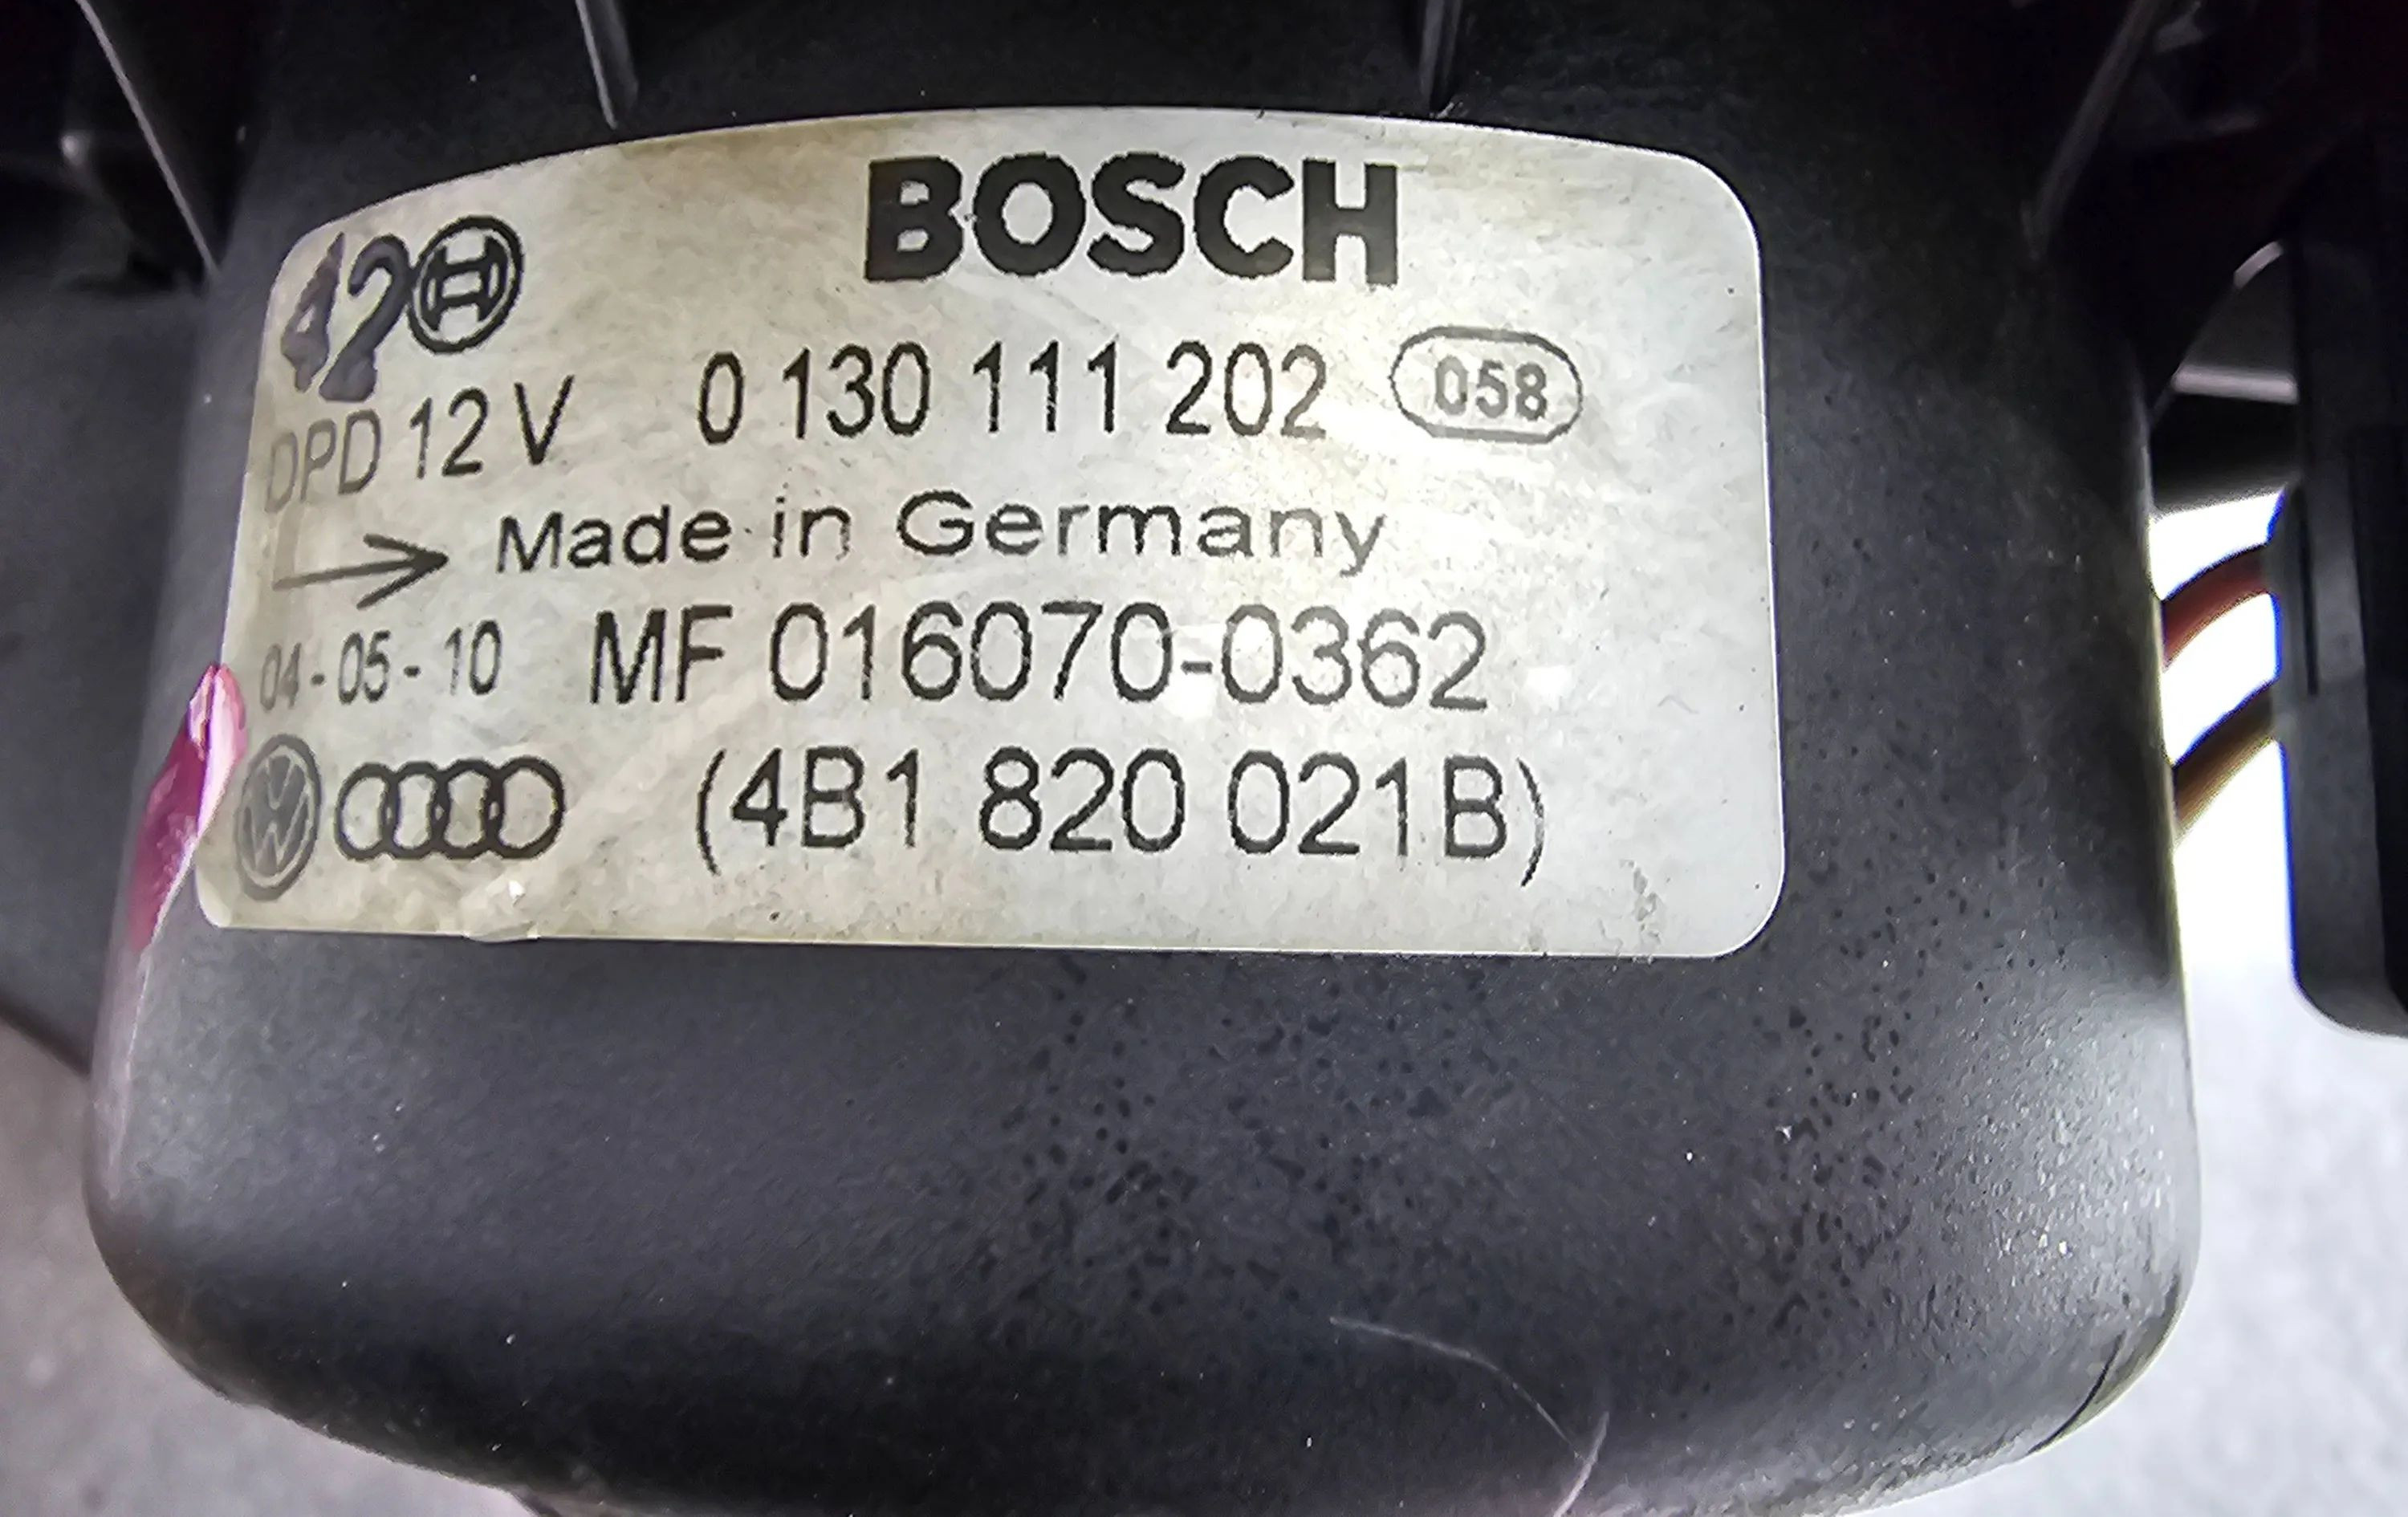 BOSCH
42
DPD 12 V 0 130 111 202 058
Made in Germany
04-05-10 MF 016070-0362
VW (4B1 820 021B)